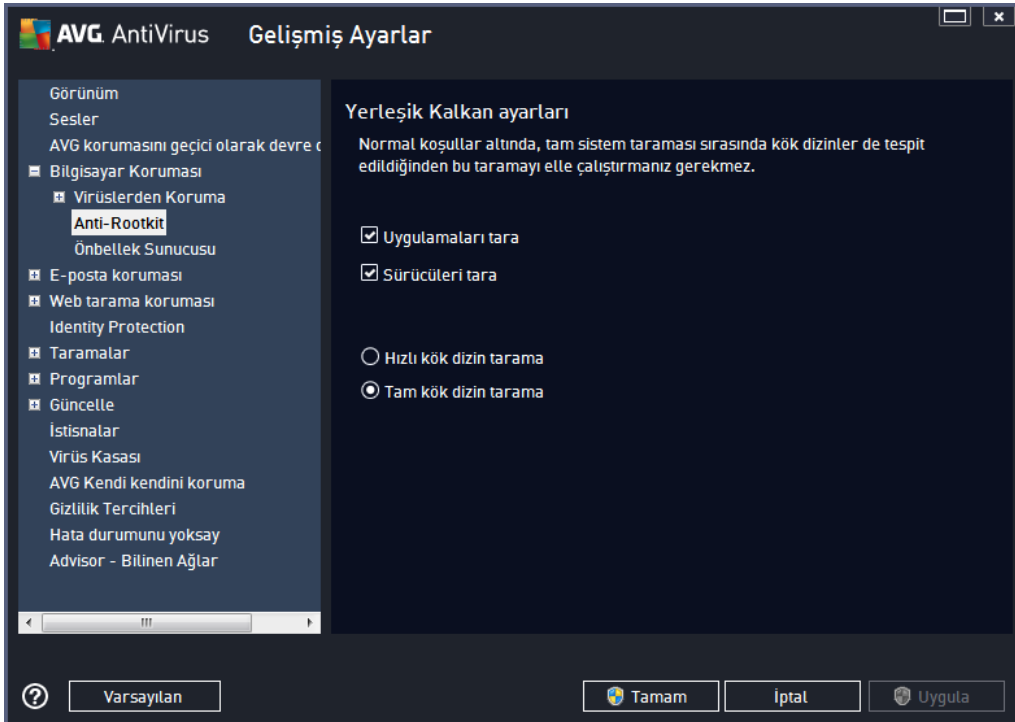 AVG. AntiVirus Gelişmiş Ayarlar
Görünüm
Sesler
AVG korumasını geçici olarak devre
Bilgisayar Koruması
Virüslerden Koruma
Anti-Rootkit
Önbellek Sunucusu
E-posta koruması
Web tarama koruması
Identity Protection
Taramalar
Programlar
Güncelle
İstisnalar
Virüs Kasası
AVG Kendi kendini koruma
Gizlilik Tercihleri
Hata durumunu yoksay
Advisor - Bilinen Ağlar
Yerleşik Kalkan ayarları
Normal koşullar altında, tam sistem taraması sırasında kök dizinler de tespit
edildiğinden bu taramayı elle çalıştırmanız gerekmez.
Uygulamaları tara
Sürücüleri tara
Hızlı kök dizin tarama
Tam kök dizin tarama
Varsayılan
Tamam
İptal
Uygula